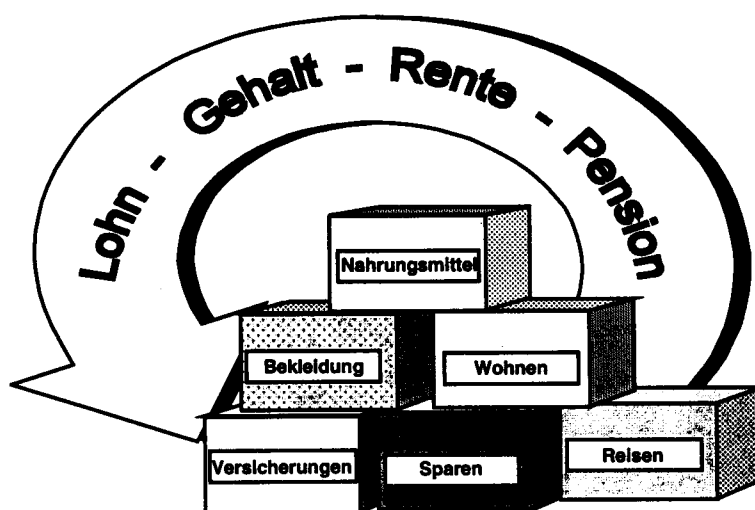 Lohn - Gehalt - Rente - Pension
Nahrungsmittel
Bekleidung
Wohnen
Versicherungen
Sparen
Reisen